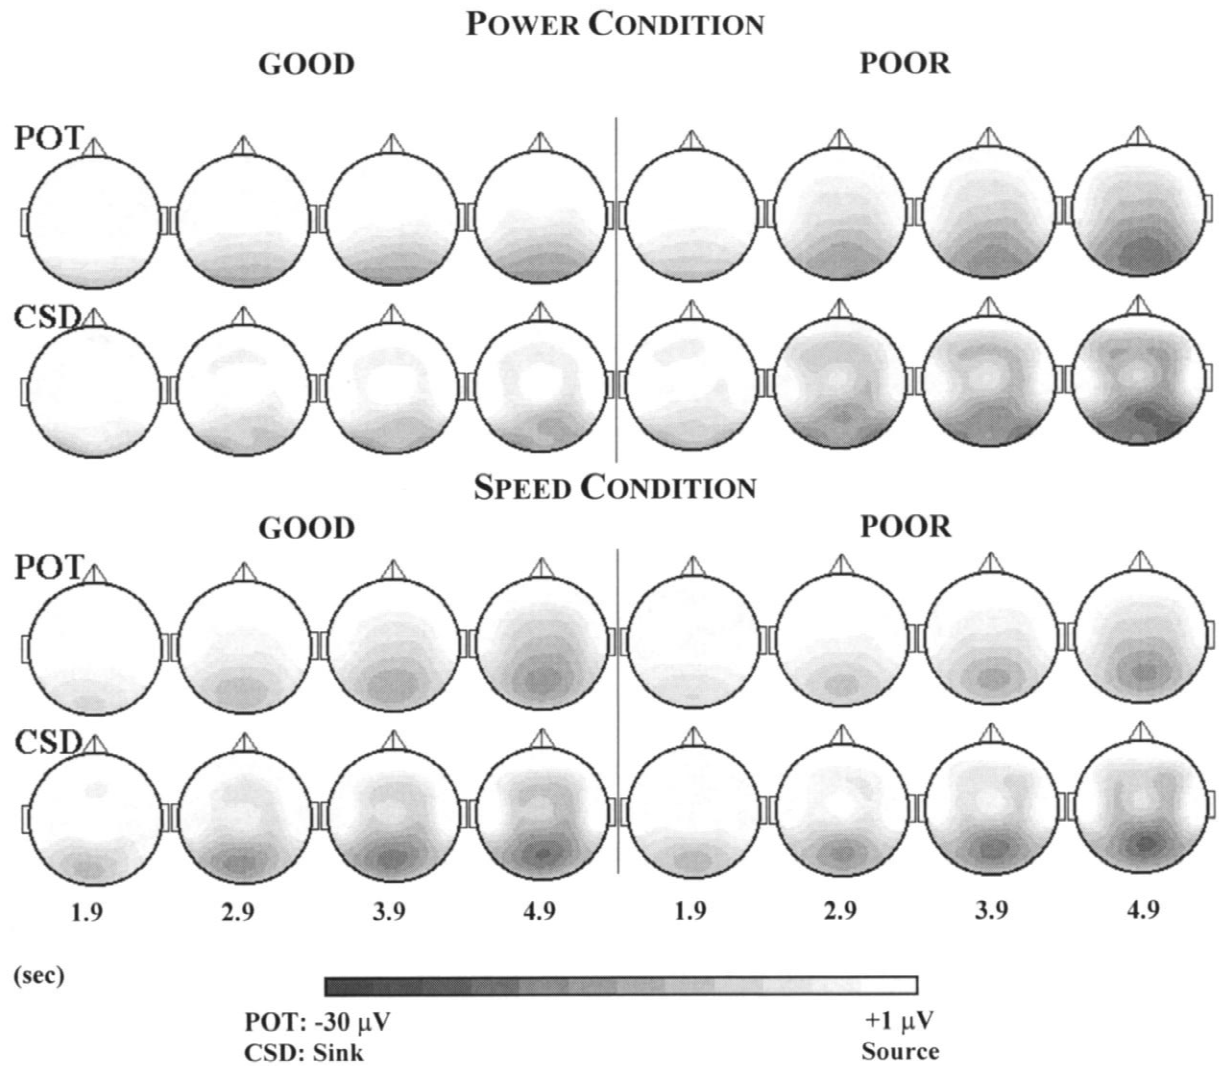 POWER CONDITION
GOOD POOR
POT
CSD
SPEED CONDITION
GOOD POOR
POT
CSD
1.9 2.9 3.9 4.9 1.9 2.9 3.9 4.9
(sec)
POT: -30 μV +1 μV
CSD: Sink Source